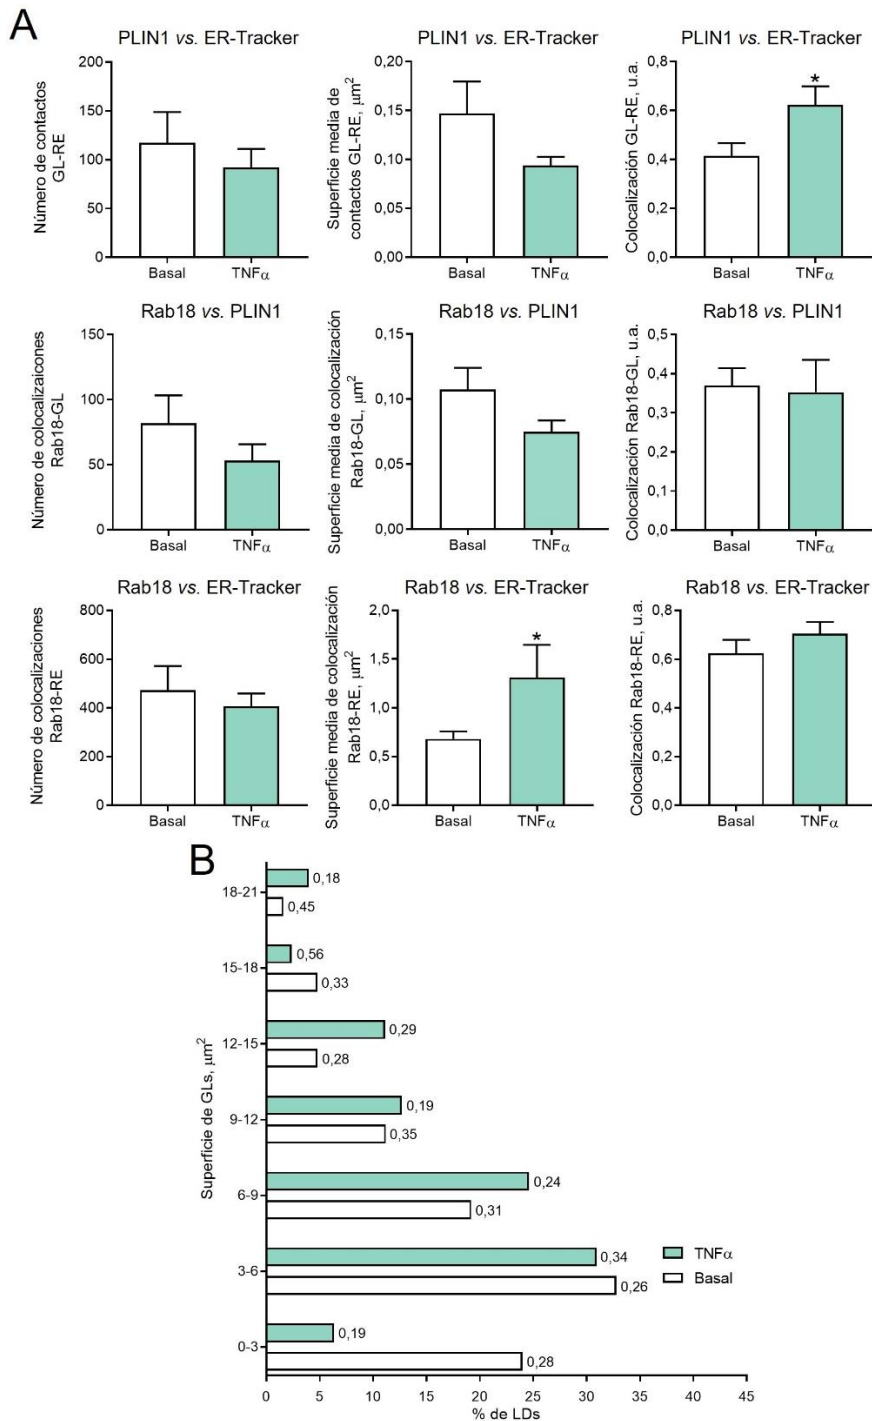 A
PLIN1 vs. ER-Tracker
Número de contactos
GL-RE
200
150
100
50
0
Basal
TNFα
PLIN1 vs. ER-Tracker
Superficie media de
contactos GL-RE, μm²
0,20
0,15
0,10
0,05
0,00
Basal
TNFα
PLIN1 vs. ER-Tracker
Colocalización GL-RE, u.a.
0,8
0,6
0,4
0,2
0,0
*
Basal
TNFα
Rab18 vs. PLIN1
Número de colocalizaicones
Rab18-GL
150
100
50
0
Basal
TNFα
Rab18 vs. PLIN1
Superficie media de colocalización
Rab18-GL, μm²
0,15
0,10
0,05
0,00
Basal
TNFα
Rab18 vs. PLIN1
Colocalización Rab18-GL, u.a.
0,5
0,4
0,3
0,2
0,1
0,0
Basal
TNFα
Rab18 vs. ER-Tracker
Número de colocalizaciones
Rab18-RE
800
600
400
200
0
Basal
TNFα
Rab18 vs. ER-Tracker
Superficie media de colocalización
Rab18-RE, μm²
2,0
1,5
1,0
0,5
0,0
*
Basal
TNFα
Rab18 vs. ER-Tracker
Colocalización Rab18-RE, u.a.
0,8
0,6
0,4
0,2
0,0
Basal
TNFα
B
Superficie de GLs, μm²
18-21
0,18
0,45
15-18
0,56
0,33
12-15
0,29
0,28
9-12
0,19
0,35
6-9
0,24
0,31
3-6
0,34
0,26
0-3
0,19
0,28
TNFα
Basal
0 5 10 15 20 25 30 35 40 45
% de LDs